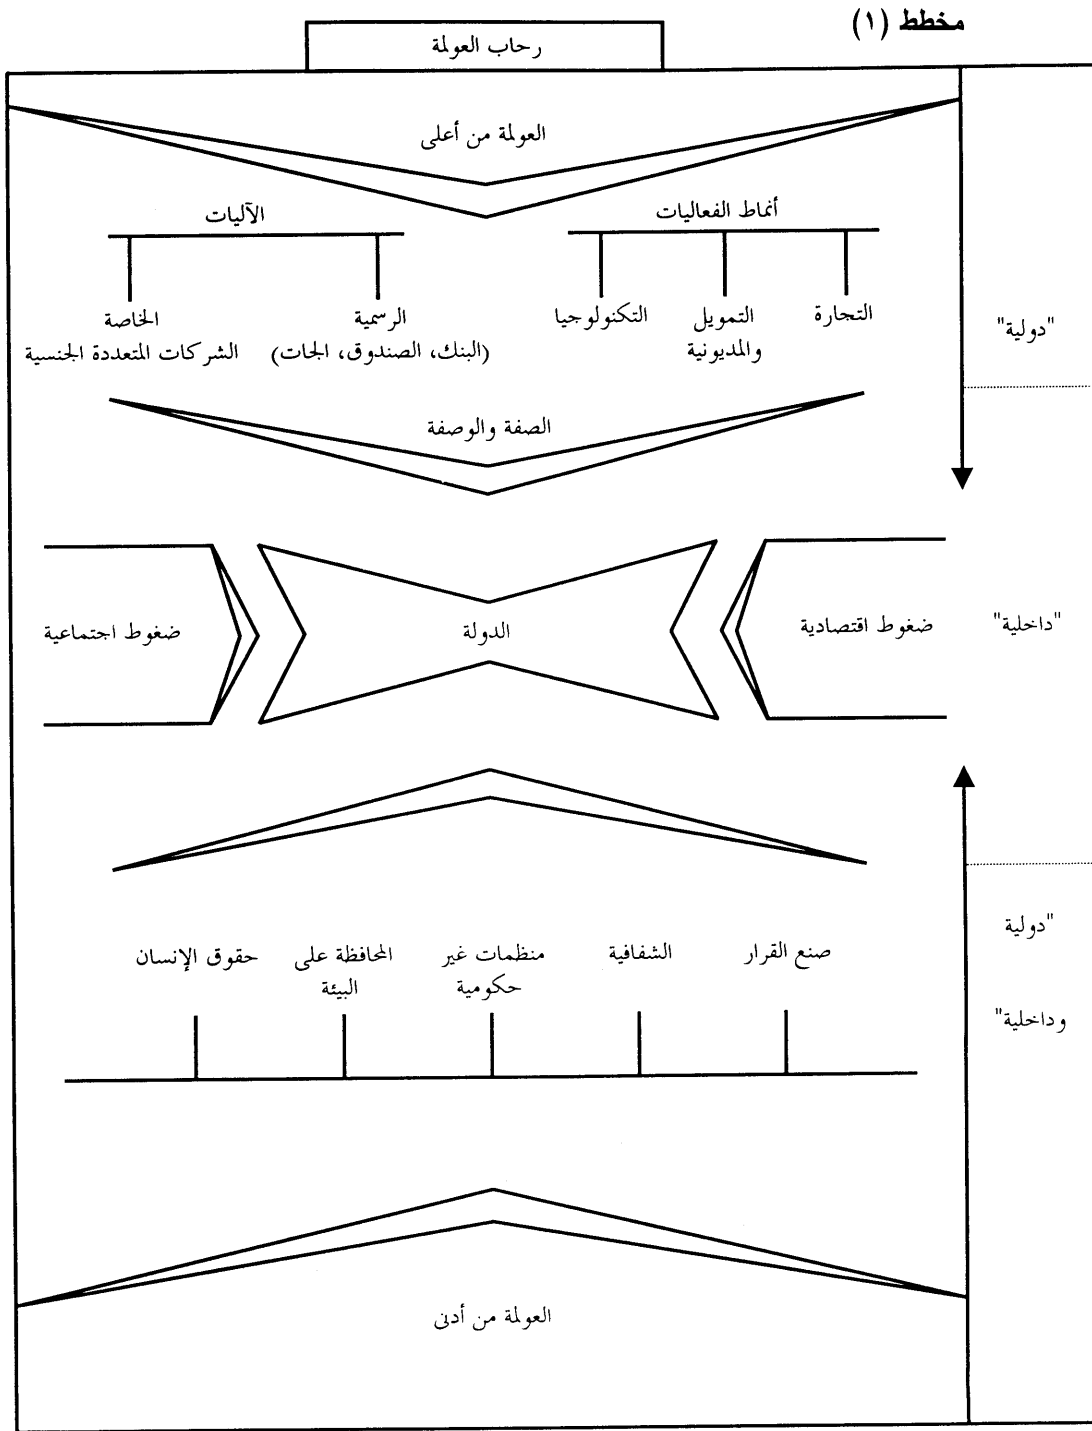 مخطط (١)
رحاب العولمة
العولمة من أعلى
أنماط الفعاليات
الآليات
التجارة
التمويل
والمديونية
التكنولوجيا
الرسمية
(البنك، الصندوق، الجات)
الخاصة
الشركات المتعددة الجنسية
"دولية"
الصفة والوصفة
ضغوط اقتصادية
الدولة
ضغوط اجتماعية
"داخلية"
صنع القرار
الشفافية
منظمات غير
حكومية
المحافظة على
البيئة
حقوق الإنسان
"دولية
وداخلية"
العولمة من أدنى